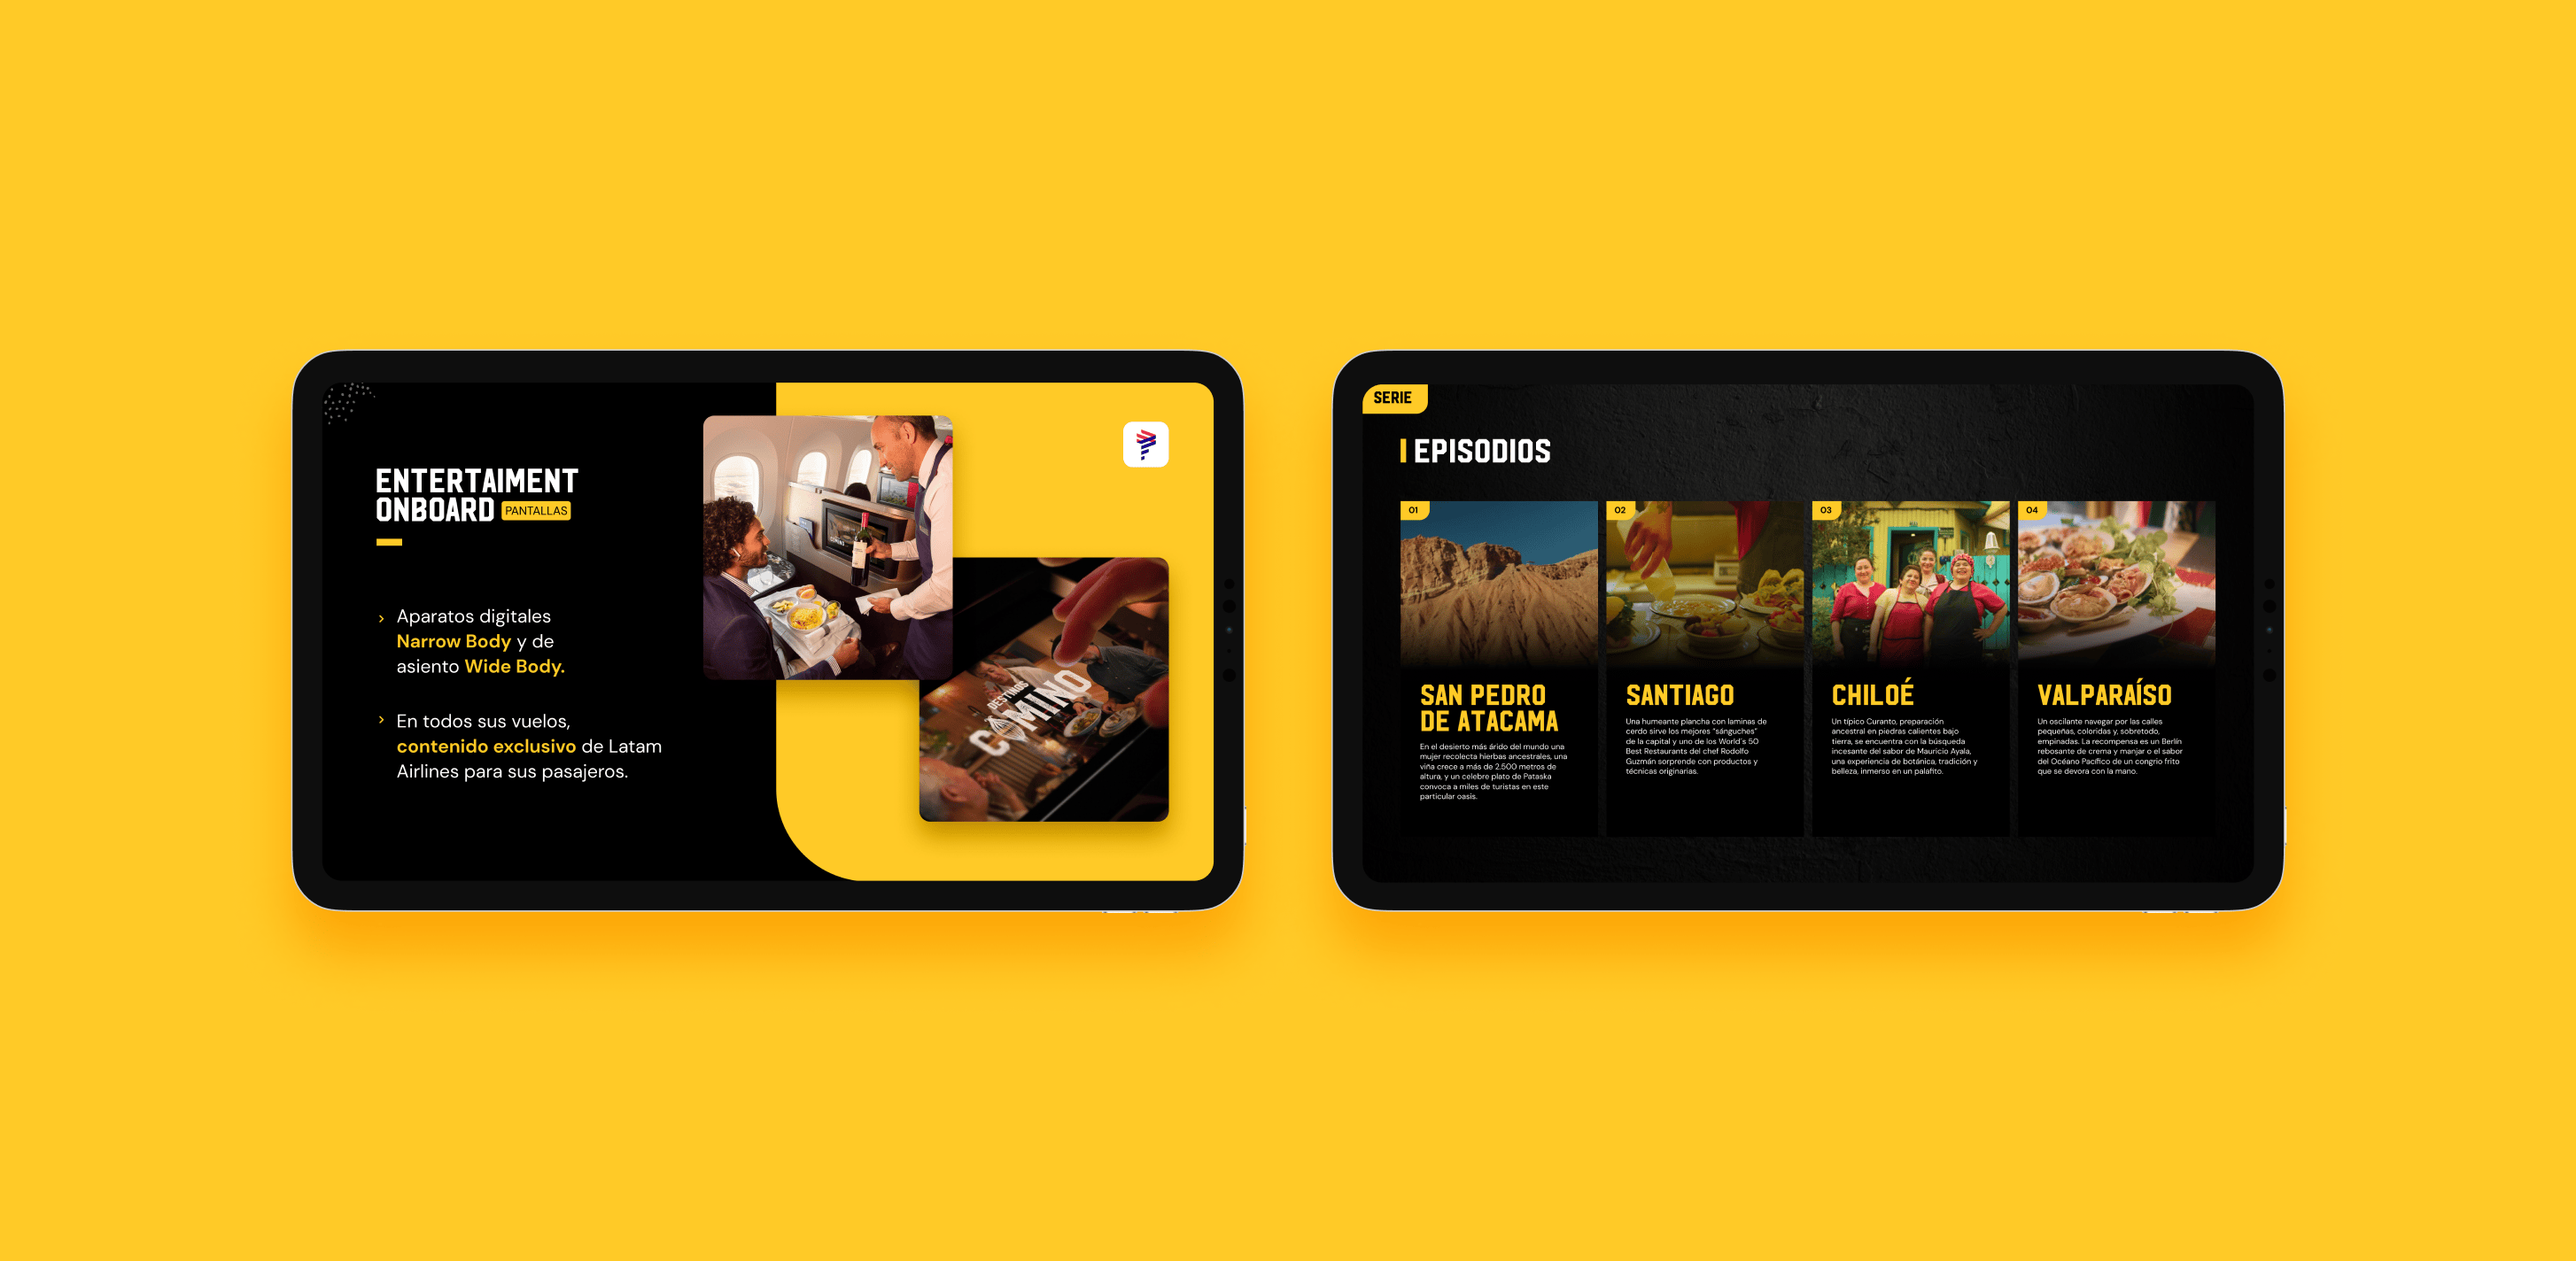 ENTERTAIMENT
ONBOARD PANTALLAS
Aparatos digitales
Narrow Body y de
asiento Wide Body.
En todos sus vuelos,
contenido exclusivo de Latam
Airlines para sus pasajeros.
DESTINOS
CAMINO
SERIE
EPISODIOS
01
SAN PEDRO
DE ATACAMA
En el desierto más árido del mundo una
mujer recolecta hierbas ancestrales, una
viña crece a más de 2.500 metros de
altura, y un celebre plato de Pataska
convoca a miles de turistas en este
particular oasis.
02
SANTIAGO
Una humeante plancha con laminas de
cerdo sirve los mejores "sánguches"
de la capital y uno de los World´s 50
Best Restaurants del chef Rodolfo
Guzmán sorprende con productos y
técnicas originarias.
03
CHILOÉ
Un típico Curanto, preparación
ancestral en piedras calientes bajo
tierra, se encuentra con la búsqueda
incesante del sabor de Mauricio Ayala,
una experiencia de botánica, tradición y
belleza, inmerso en un palafito.
04
VALPARAÍSO
Un oscilante navegar por las calles
pequeñas, coloridas y, sobretodo,
empinadas. La recompensa es un Berlín
rebosante de crema y manjar o el sabor
del Océano Pacífico de un congrio frito
que se devora con la mano.